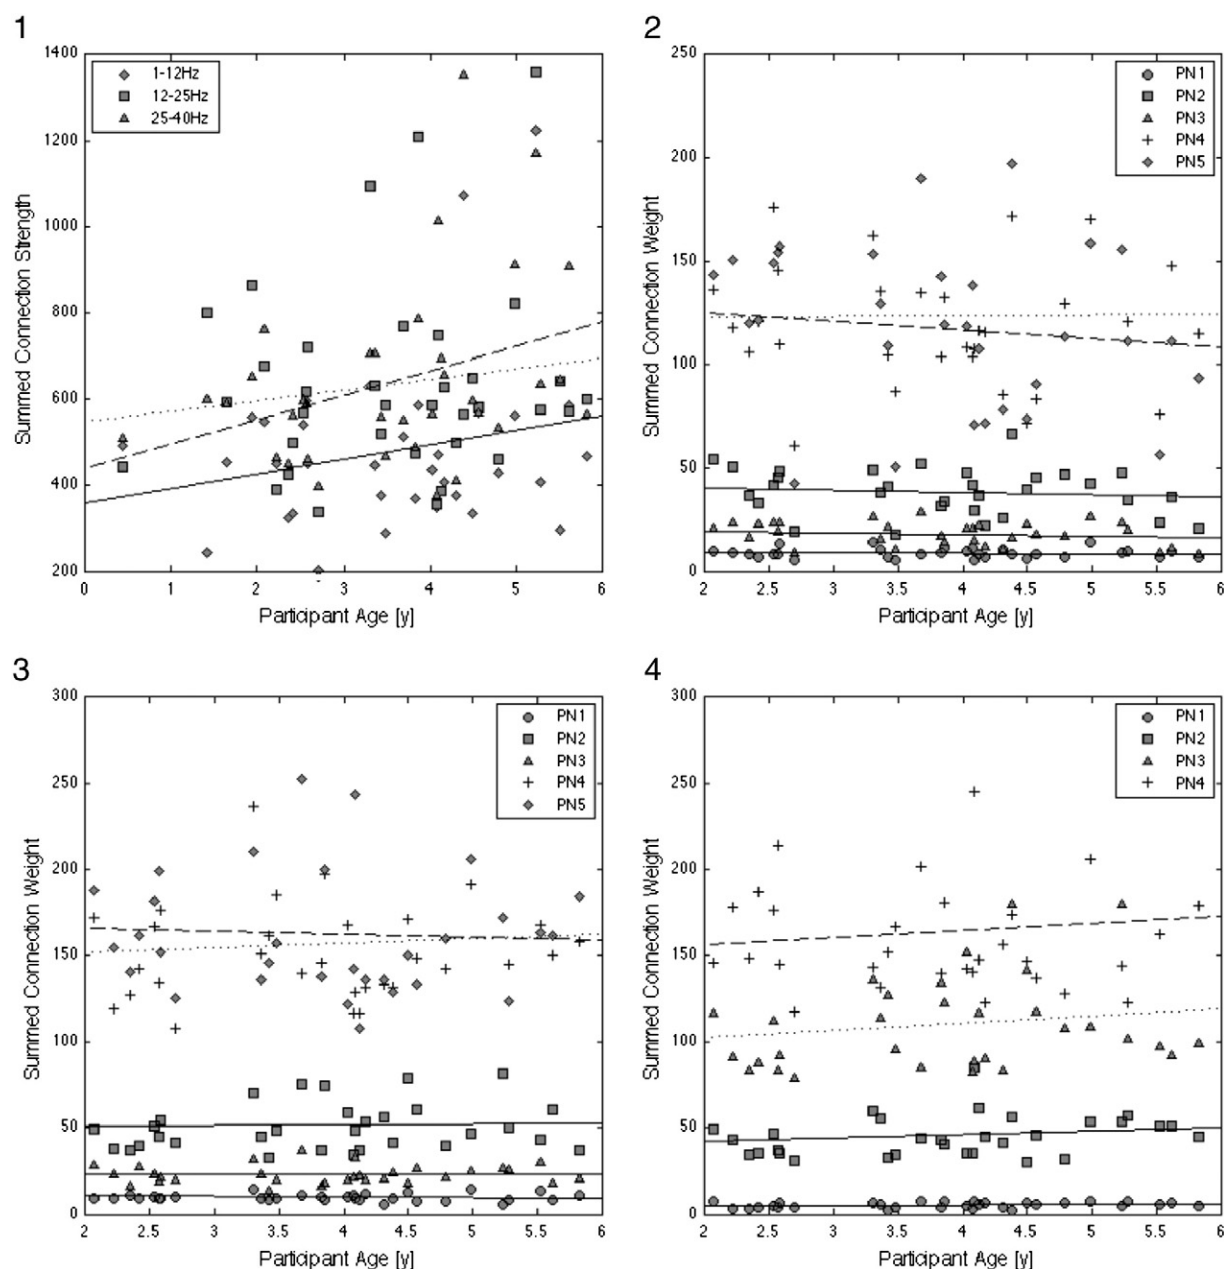 1
1400
1200
1000
800
600
400
200
0 1 2 3 4 5 6
Summed Connection Strength
Participant Age [y]
1-12Hz
12-25Hz
25-40Hz
2
250
200
150
100
50
0
2 2.5 3 3.5 4 4.5 5 5.5 6
Summed Connection Weight
Participant Age [y]
PN1
PN2
PN3
PN4
PN5
3
300
250
200
150
100
50
0
2 2.5 3 3.5 4 4.5 5 5.5 6
Summed Connection Weight
Participant Age [y]
PN1
PN2
PN3
PN4
PN5
4
300
250
200
150
100
50
0
2 2.5 3 3.5 4 4.5 5 5.5 6
Summed Connection Weight
Participant Age [y]
PN1
PN2
PN3
PN4